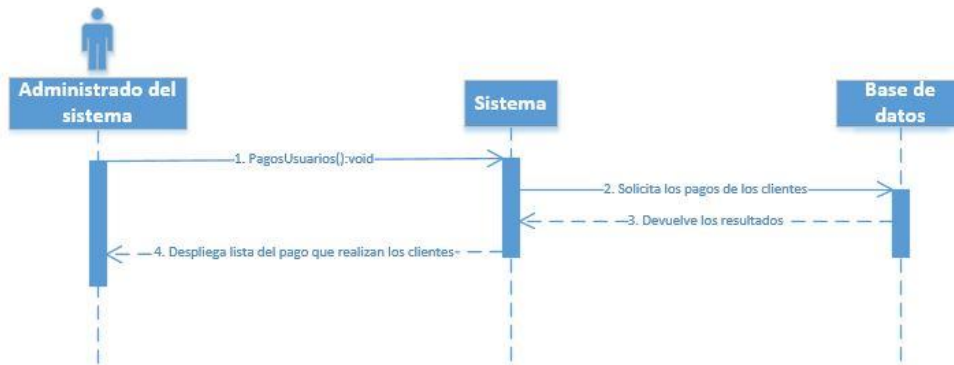 Administrado del
sistema
Sistema
Base de
datos
1. PagosUsuarios():void
2. Solicita los pagos de los clientes
3. Devuelve los resultados
4. Despliega lista del pago que realizan los clientes